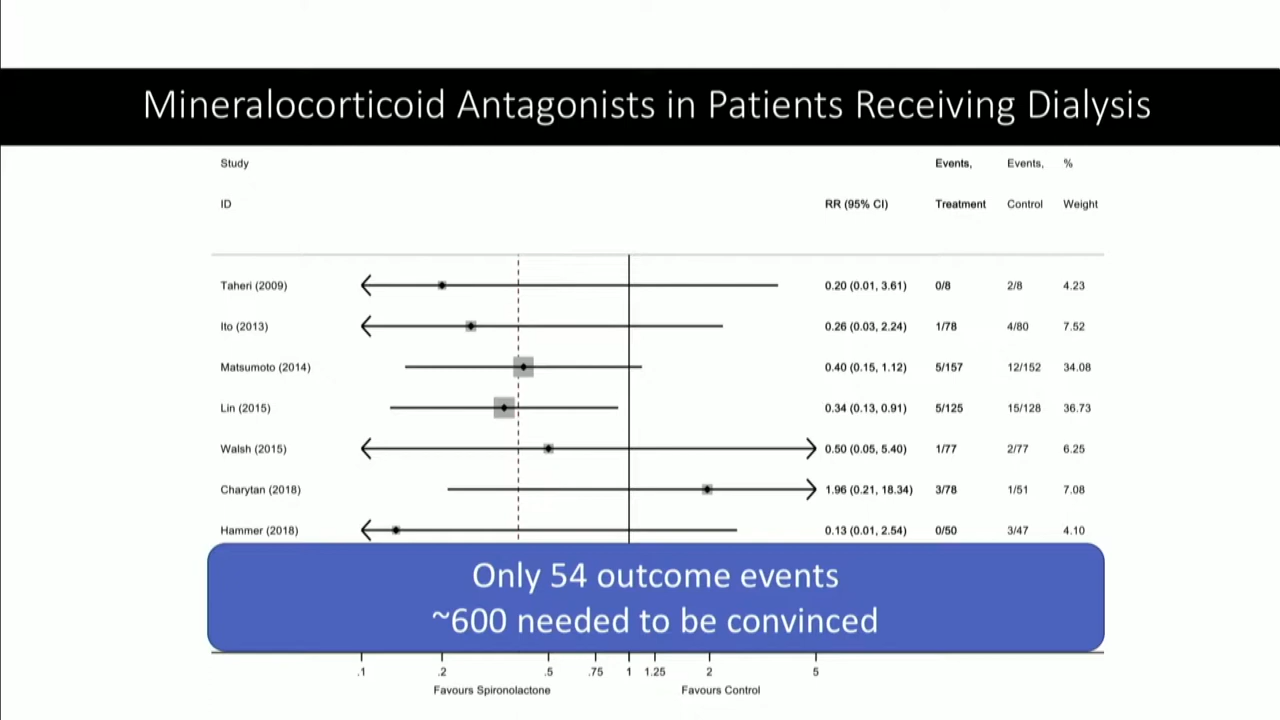 Mineralocorticoid Antagonists in Patients Receiving Dialysis
Study Events, Events, %
ID RR (95% CI) Treatment Control Weight
Taheri (2009) 0.20 (0.01, 3.61) 0/8 2/8 4.23
Ito (2013) 0.26 (0.03, 2.24) 1/78 4/80 7.52
Matsumoto (2014) 0.40 (0.15, 1.12) 5/157 12/152 34.08
Lin (2015) 0.34 (0.13, 0.91) 5/125 15/128 36.73
Walsh (2015) 0.50 (0.05, 5.40) 1/77 2/77 6.25
Charytan (2018) 1.96 (0.21, 18.34) 3/78 1/51 7.08
Hammer (2018) 0.13 (0.01, 2.54) 0/50 3/47 4.10
Only 54 outcome events
~600 needed to be convinced
.1 .2 .5 .75 1 1.25 2 5
Favours Spironolactone Favours Control